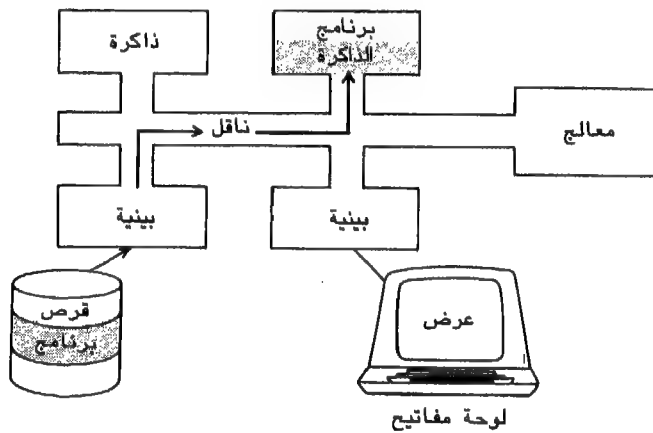 برنامج
الذاكرة
ذاكرة
معالج
ناقل
بينية
بينية
عرض
قرص
برنامج
لوحة مفاتيح